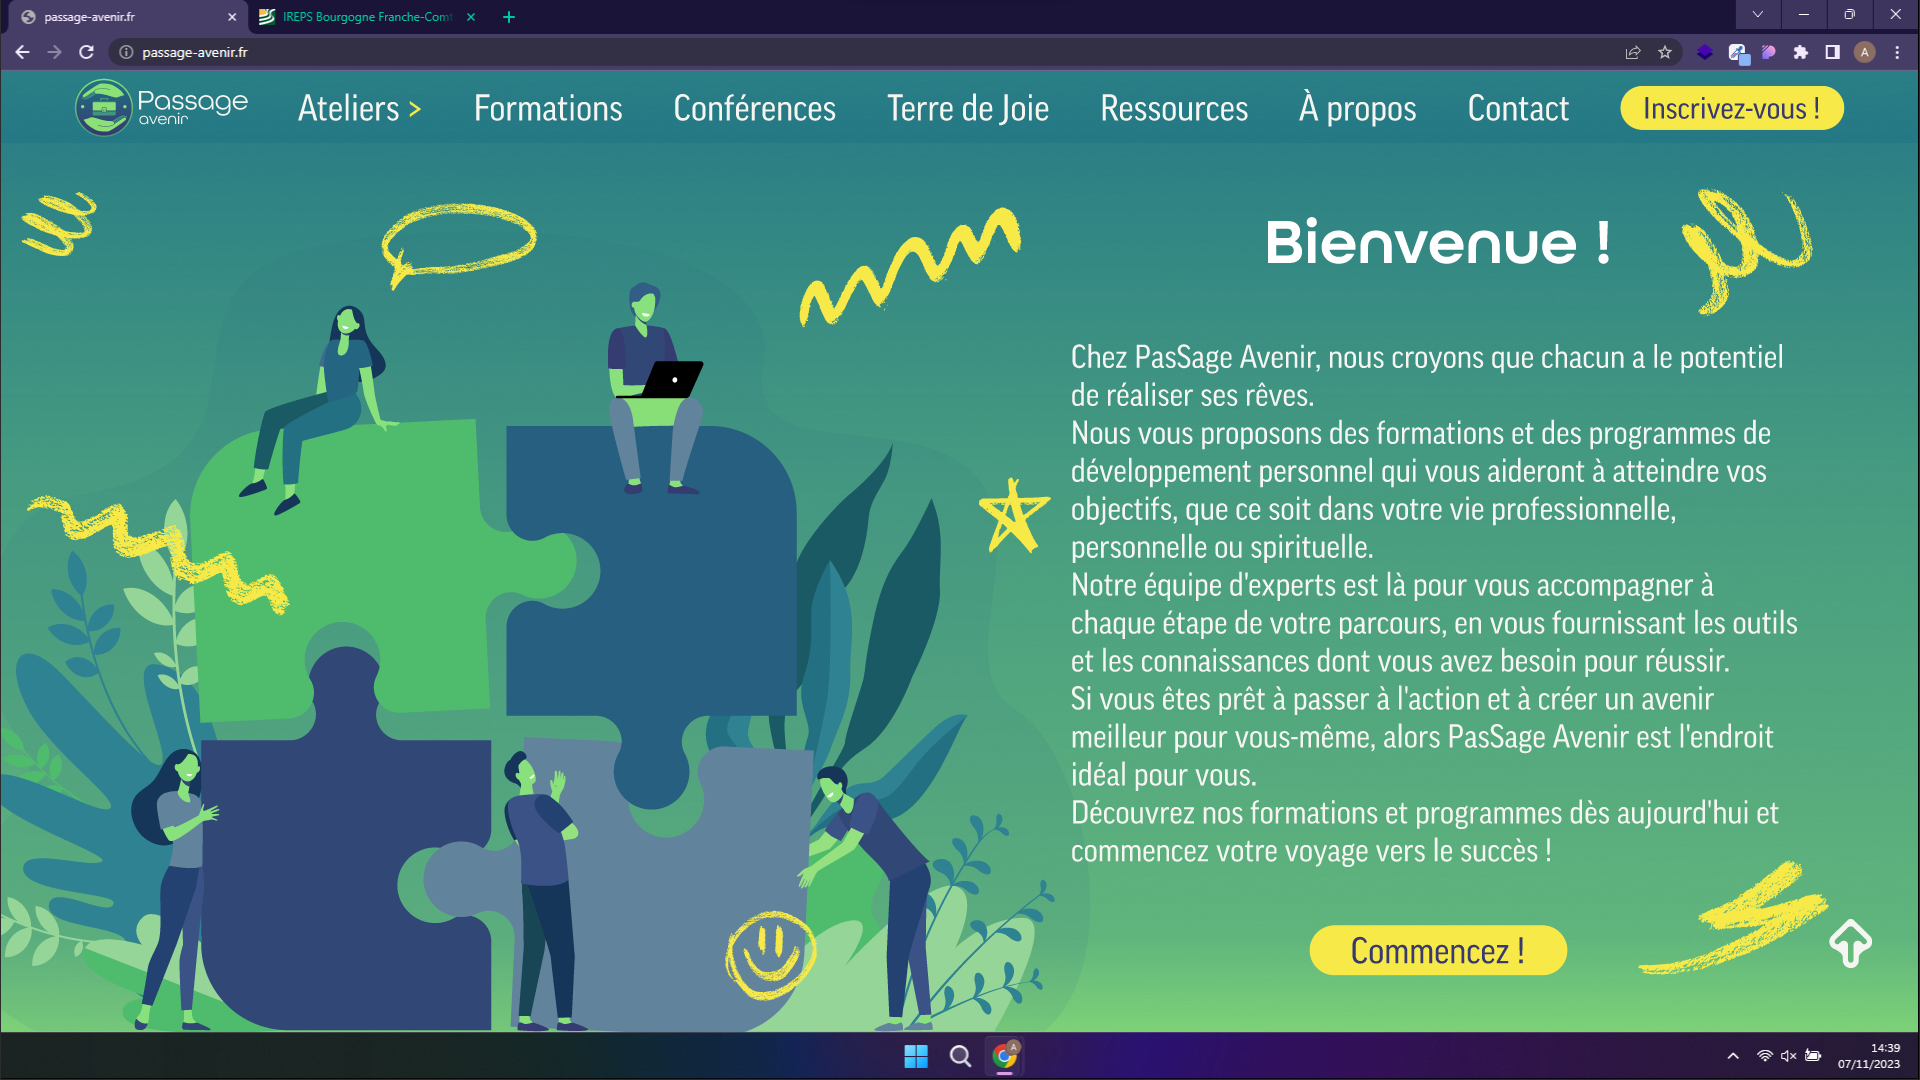 passage-avenir.fr
IREPS Bourgogne Franche-Com
passage-avenir.fr
A
Passage
avenir
Ateliers >
Formations
Conférences
Terre de Joie
Ressources
À propos
Contact
Inscrivez-vous !
Bienvenue !
Chez PasSage Avenir, nous croyons que chacun a le potentiel
de réaliser ses rêves.
Nous vous proposons des formations et des programmes de
développement personnel qui vous aideront à atteindre vos
objectifs, que ce soit dans votre vie professionnelle,
personnelle ou spirituelle.
Notre équipe d'experts est là pour vous accompagner à
chaque étape de votre parcours, en vous fournissant les outils
et les connaissances dont vous avez besoin pour réussir.
Si vous êtes prêt à passer à l'action et à créer un avenir
meilleur pour vous-même, alors PasSage Avenir est l'endroit
idéal pour vous.
Découvrez nos formations et programmes dès aujourd'hui et
commencez votre voyage vers le succès !
Commencez !
A
14:39
07/11/2023